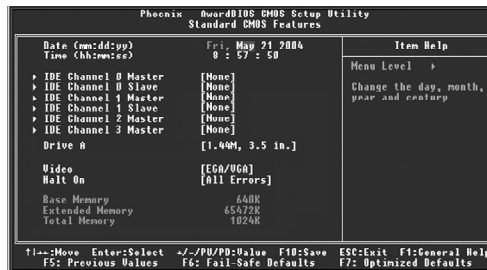 Phoenix - AwardBIOS CMOS Setup Utility
Standard CMOS Features
Date (mm:dd:yy) Fri, May 21 2004
Time (hh:mm:ss) 8 : 57 : 50
IDE Channel 0 Master [None]
IDE Channel 0 Slave [None]
IDE Channel 1 Master [None]
IDE Channel 1 Slave [None]
IDE Channel 2 Master [None]
IDE Channel 3 Master [None]
Drive A [1.44M, 3.5 in.]
Video [EGA/VGA]
Halt On [All Errors]
Base Memory 640K
Extended Memory 65472K
Total Memory 1024K
Item Help
Menu Level
Change the day, month,
year and century
↑↓→←:Move Enter:Select +/-/PU/PD:Value F10:Save ESC:Exit F1:General Help
F5: Previous Values F6: Fail-Safe Defaults F7: Optimized Defaults